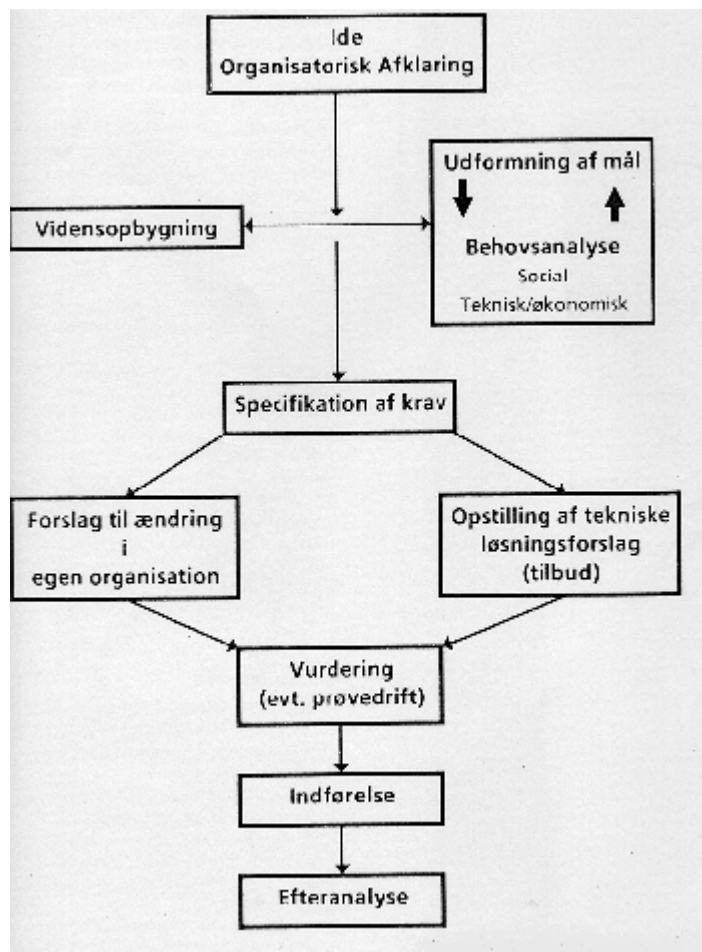 Ide
Organisatorisk Afklaring
Udformning af mål
Vidensopbygning
Behovsanalyse
Social
Teknisk/økonomisk
Specifikation af krav
Forslag til ændring
i
egen organisation
Opstilling af tekniske
løsningsforslag
(tilbud)
Vurdering
(evt. prøvedrift)
Indførelse
Efteranalyse